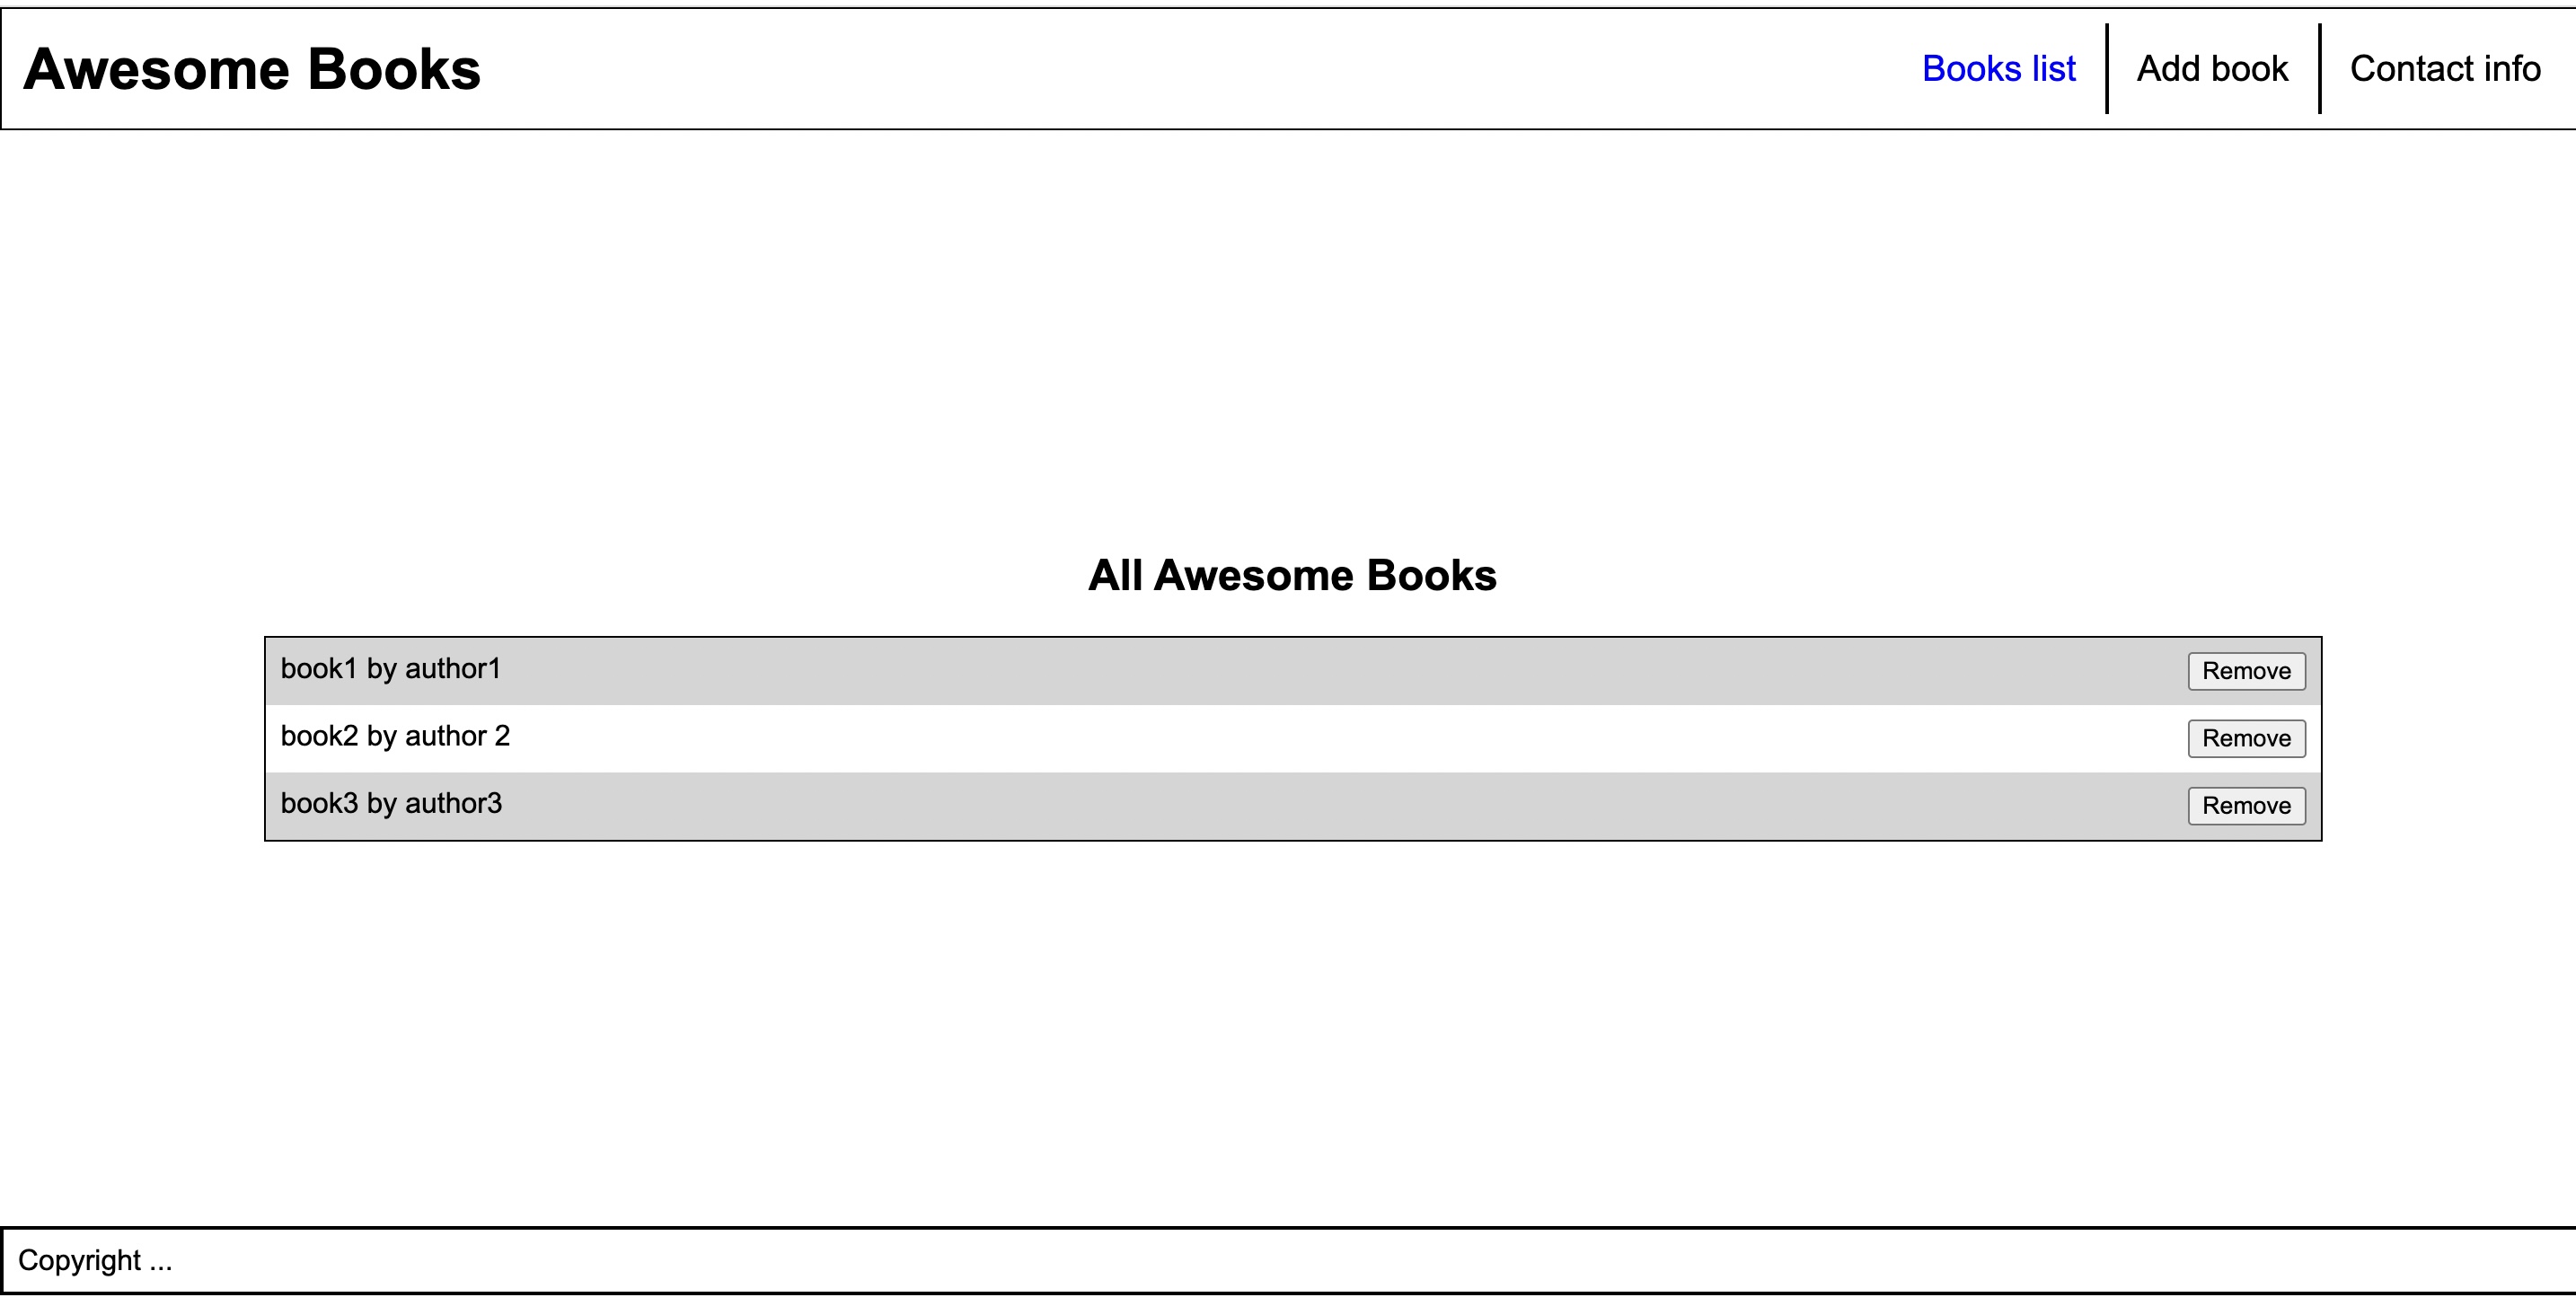 Awesome Books
Books list
Add book
Contact info
All Awesome Books
book1 by author1
Remove
book2 by author 2
Remove
book3 by author3
Remove
Copyright ...